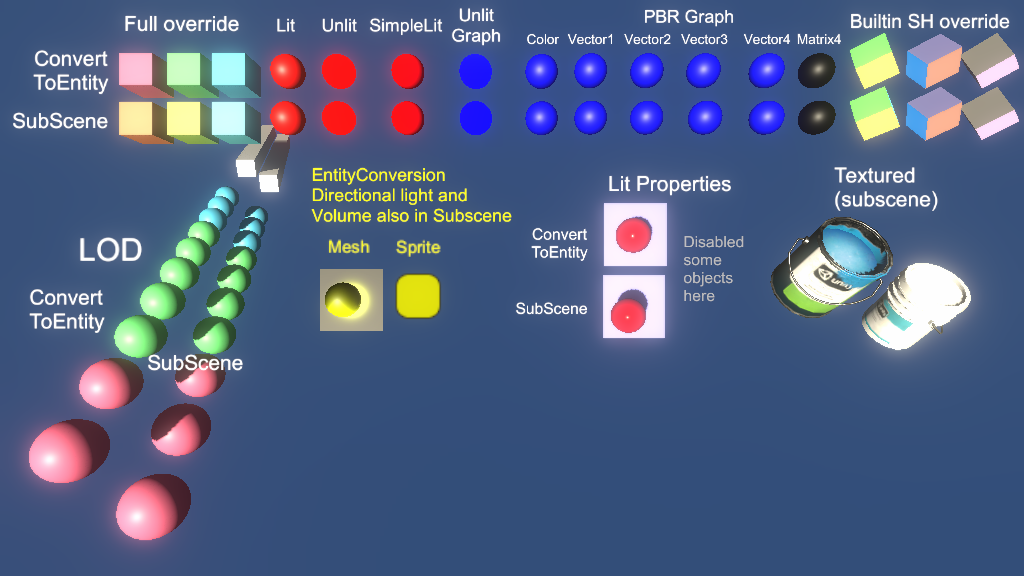 Full override
Lit
Unlit
SimpleLit
Unlit
Graph
PBR Graph
Color
Vector1
Vector2
Vector3
Vector4
Matrix4
Builtin SH override
Convert
ToEntity
SubScene
EntityConversion
Directional light and
Volume also in Subscene
Mesh
Sprite
Lit Properties
Convert
ToEntity
SubScene
Disabled
some
objects
here
Textured
(subscene)
unity
LOD
Convert
ToEntity
SubScene